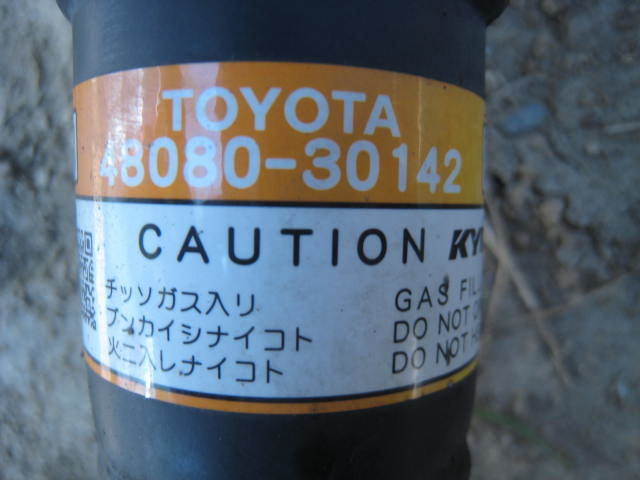 TOYOTA
48080-30142
CAUTION KY
チッソガス入リ
ブンカイシナイコト
火ニ入レナイコト
GAS FIL
DO NOT
DO NOT